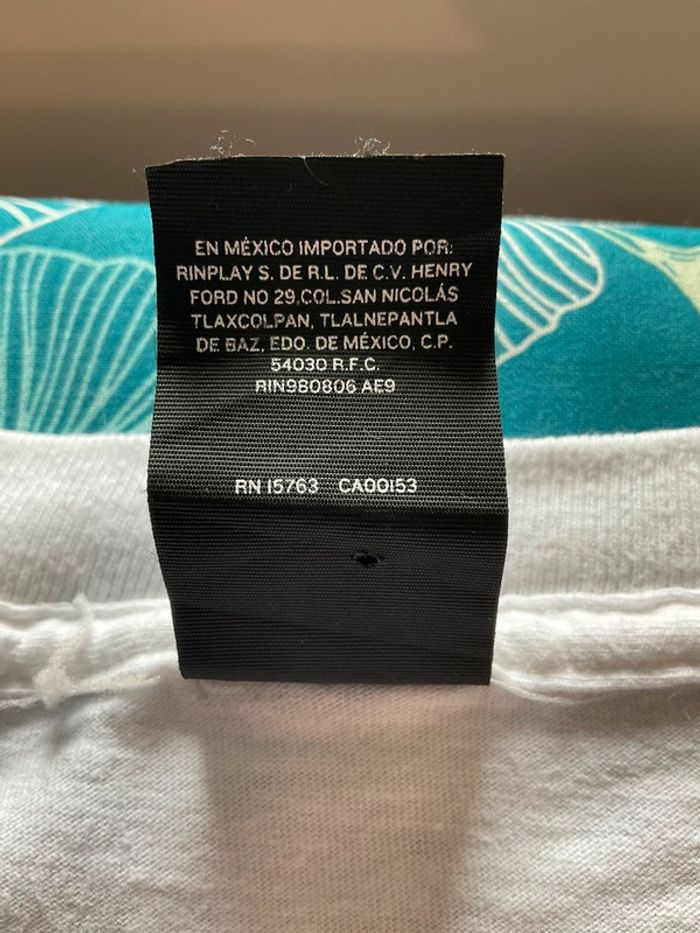 EN MÉXICO IMPORTADO POR:
RINPLAY S. DE R.L. DE C.V. HENRY
FORD NO 29,COL.SAN NICOLÁS
TLAXCOLPAN, TLALNEPANTLA
DE BAZ, EDO. DE MÉXICO, C.P.
54030 R.F.C.
RIN980806 AE9
RN 15763 CA00153